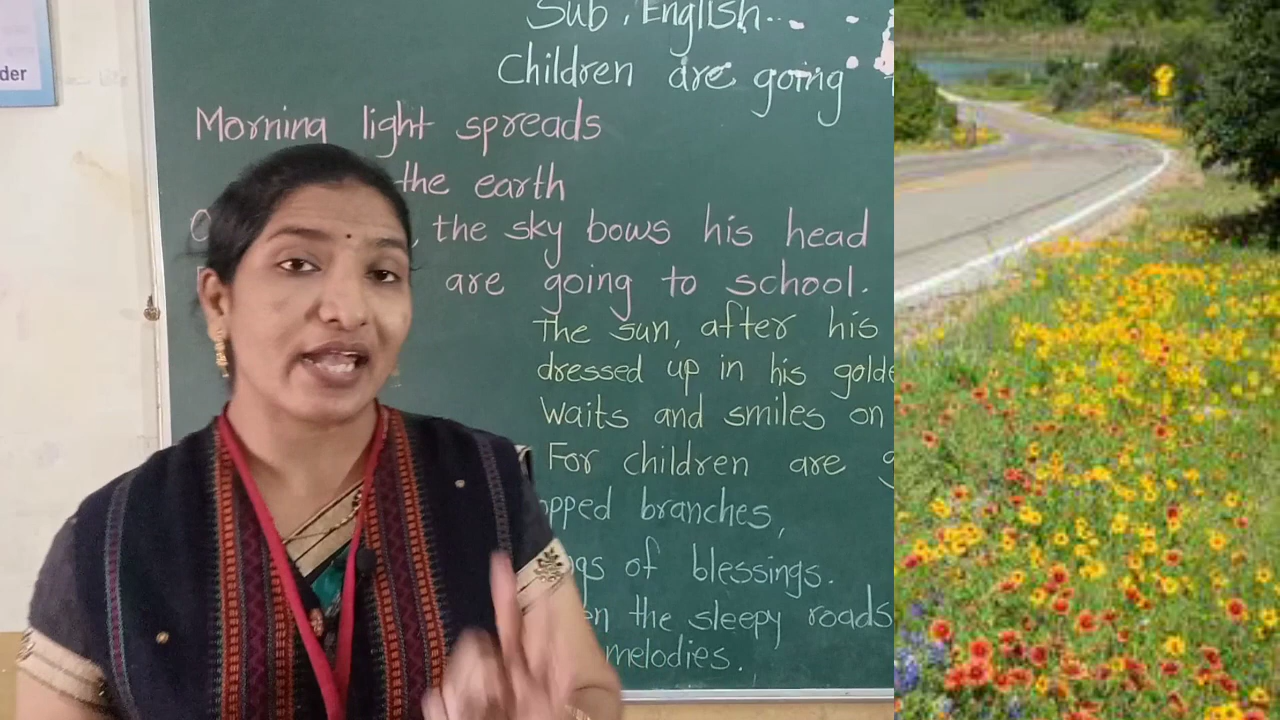 der
Sub, English..
Children are going
Morning light spreads
the earth
the sky bows his head
are going to school.
The sun, after his
dressed up in his golde
Waits and smiles on
For children are g
opped branches,
ngs of blessings.
on the sleepy roads
melodies.